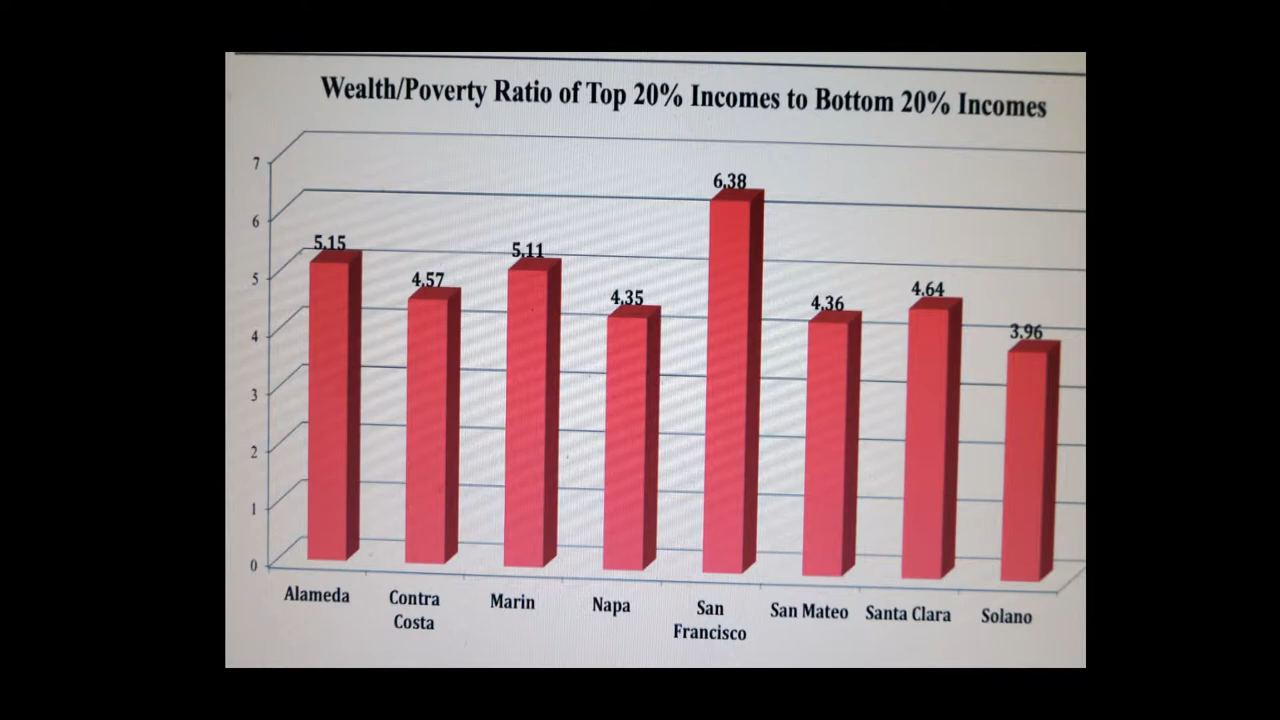 Wealth/Poverty Ratio of Top 20% Incomes to Bottom 20% Incomes
7
6
5
4
3
2
1
0
5.15
4.57
5.11
4.35
6.38
4.36
4.64
3.96
Alameda
Contra
Costa
Marin
Napa
San
Francisco
San Mateo
Santa Clara
Solano